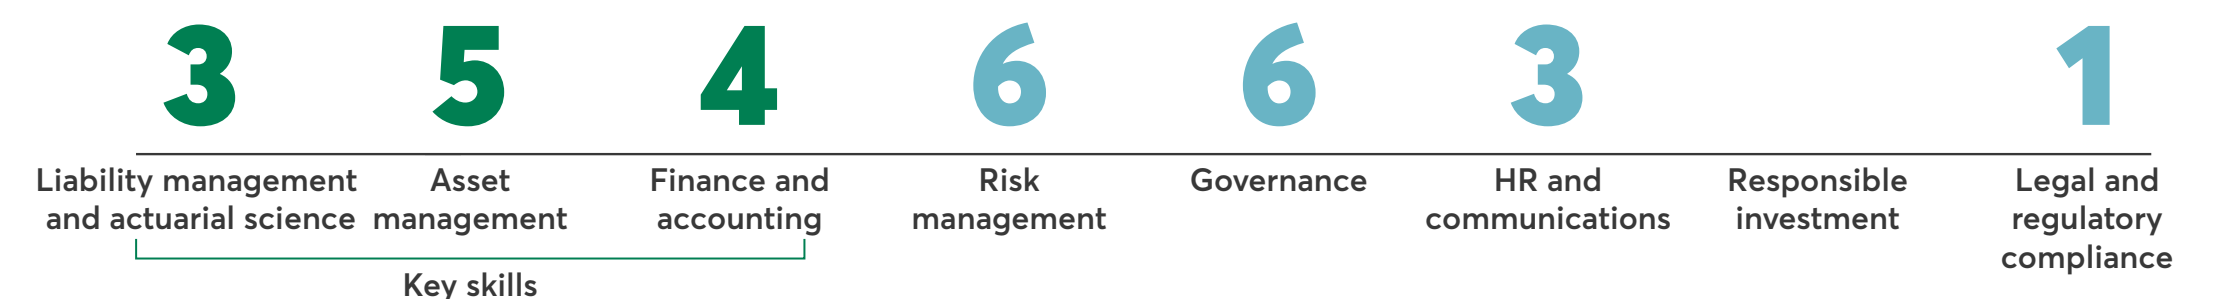 3 5 4 6 6 3 1
Liability management Asset Finance and Risk Governance HR and Responsible Legal and
and actuarial science management accounting management communications investment regulatory
compliance
Key skills